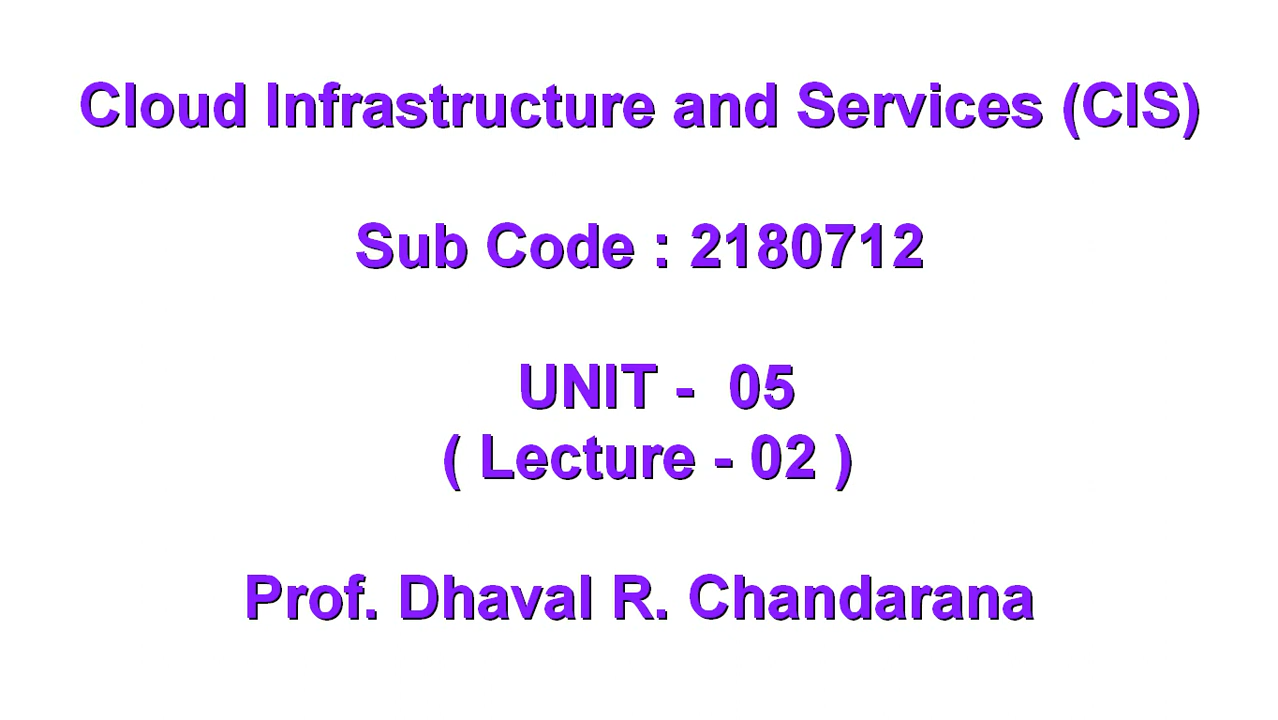 Cloud Infrastructure and Services (CIS)
Sub Code : 2180712
UNIT -  05
( Lecture - 02 )
Prof. Dhaval R. Chandarana